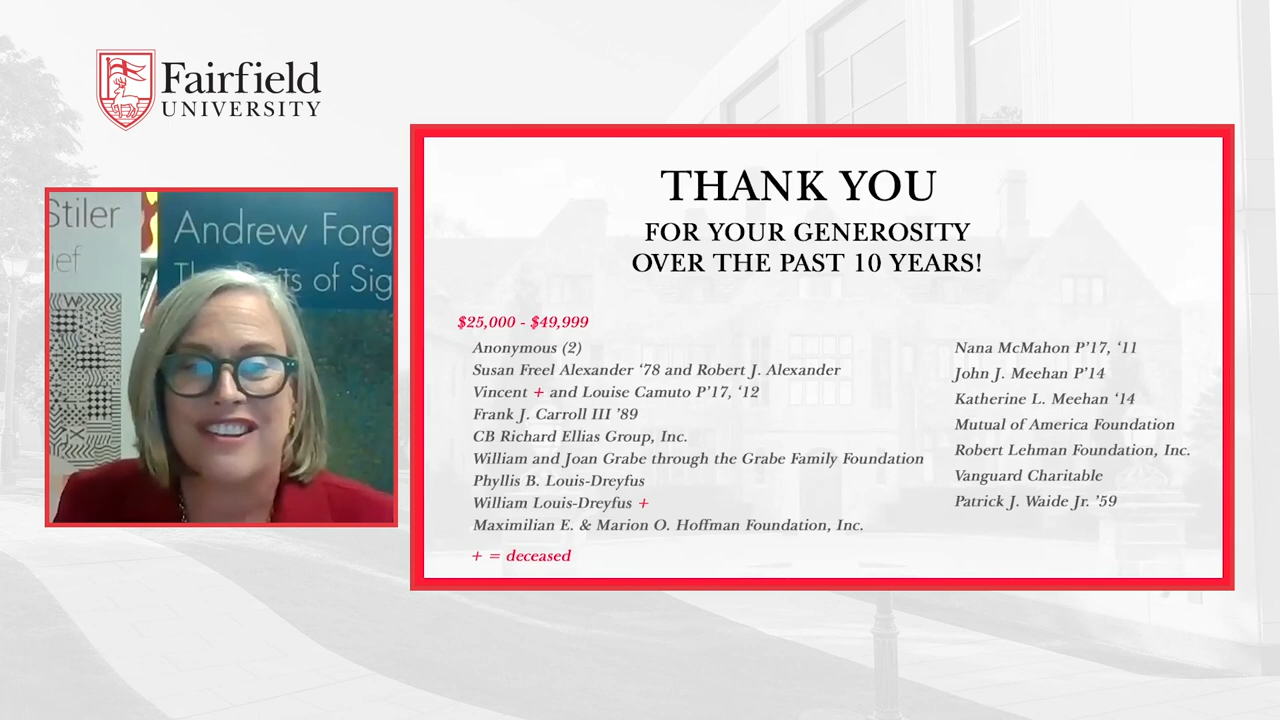 Fairfield
UNIVERSITY
Stiler
Andrew Forg
The Limits of Sig
THANK YOU
FOR YOUR GENEROSITY
OVER THE PAST 10 YEARS!
$25,000 - $49,999
Anonymous (2)
Susan Freel Alexander ‘78 and Robert J. Alexander
Vincent + and Louise Camuto P’17, ‘12
Frank J. Carroll III ’89
CB Richard Ellias Group, Inc.
William and Joan Grabe through the Grabe Family Foundation
Phyllis B. Louis-Dreyfus
William Louis-Dreyfus +
Maximilian E. & Marion O. Hoffman Foundation, Inc.
+ = deceased
Nana McMahon P’17, ‘11
John J. Meehan P’14
Katherine L. Meehan ‘14
Mutual of America Foundation
Robert Lehman Foundation, Inc.
Vanguard Charitable
Patrick J. Waide Jr. ’59